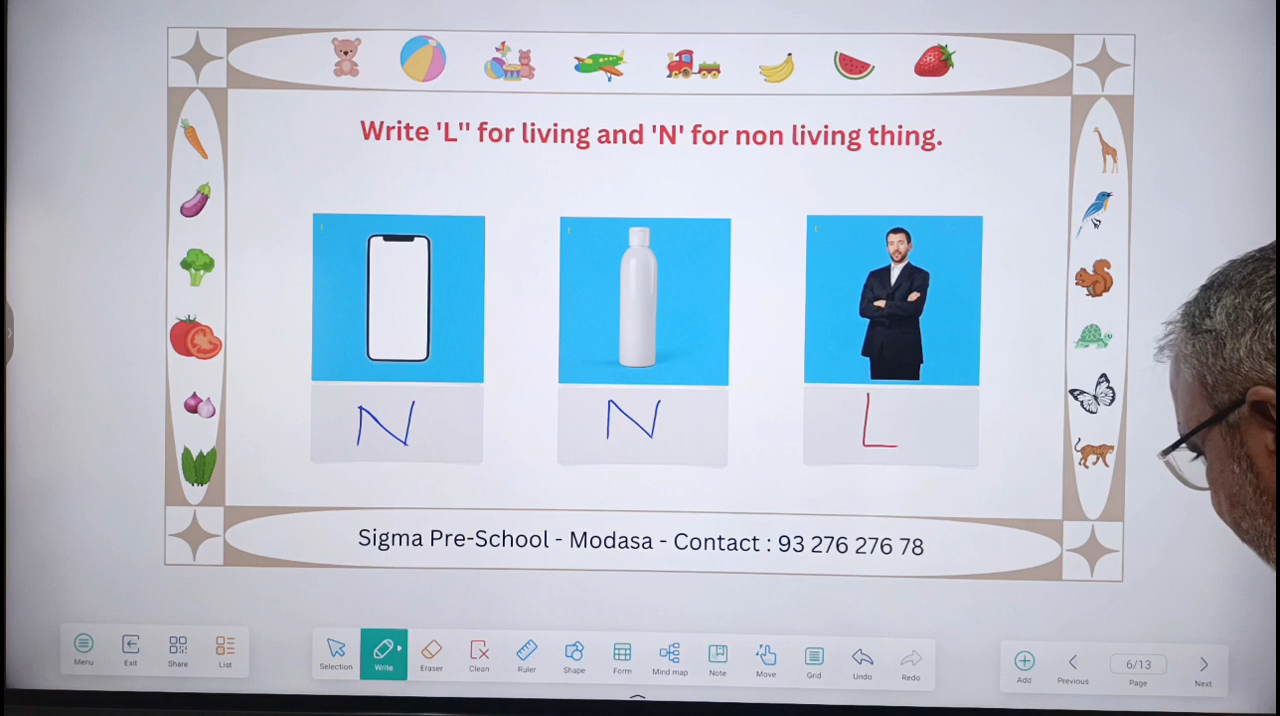 Write 'L'' for living and 'N' for non living thing.
N N L
Sigma Pre-School - Modasa - Contact : 93 276 276 78
Menu Exit Share List Selection Write Eraser Clean Ruler Shape Form Mind map Note Move Grid Undo Redo Add Previous 6/13 Page Next